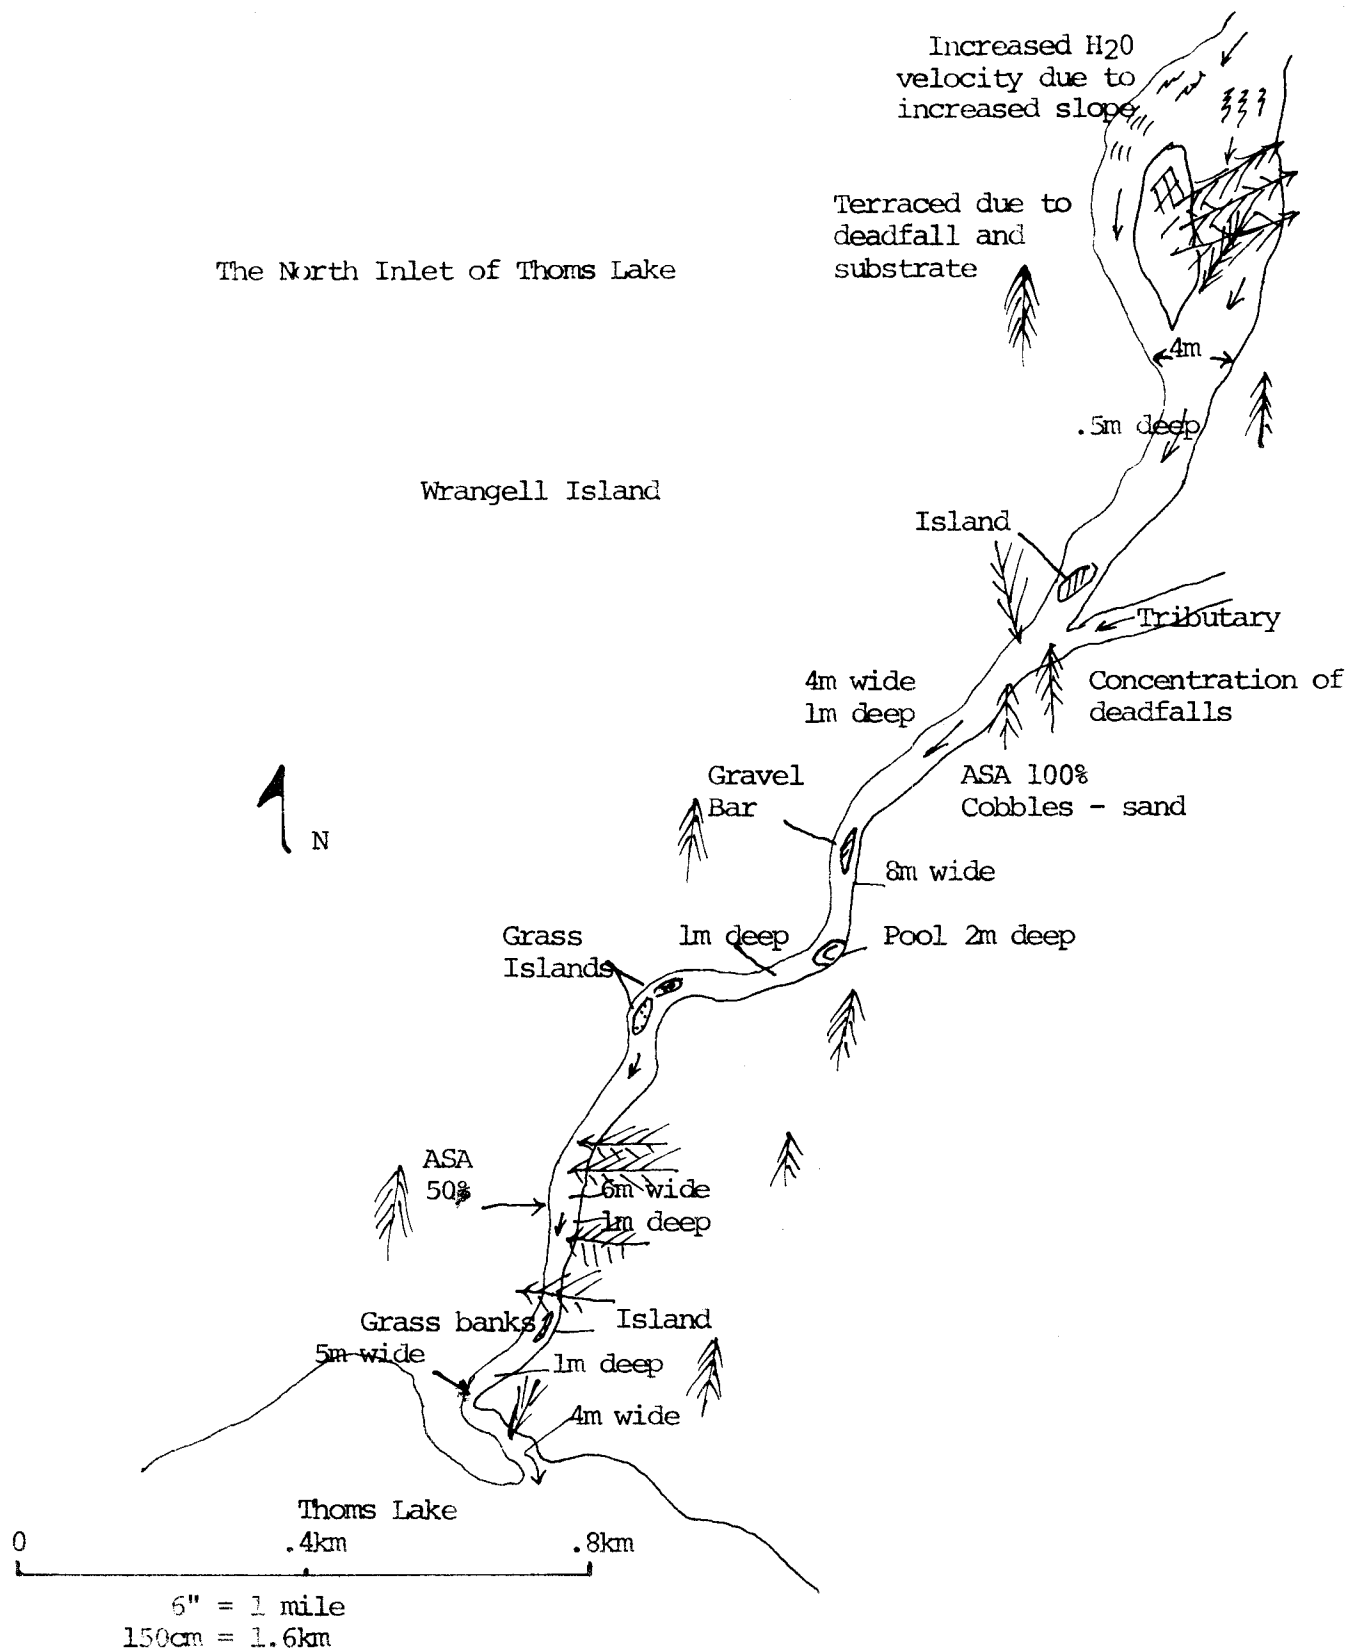 Increased H2O
velocity due to
increased slope
Terraced due to
deadfall and
substrate
The North Inlet of Thoms Lake
4m
.5m deep
Wrangell Island
Island
Tributary
4m wide
1m deep
Concentration of
deadfalls
Gravel
Bar
ASA 100%
Cobbles - sand
N
8m wide
Grass
Islands
1m deep
Pool 2m deep
ASA
50%
6m wide
1m deep
Grass banks
Island
5m wide
1m deep
4m wide
Thoms Lake
0 .4km .8km
6" = 1 mile
150cm = 1.6km